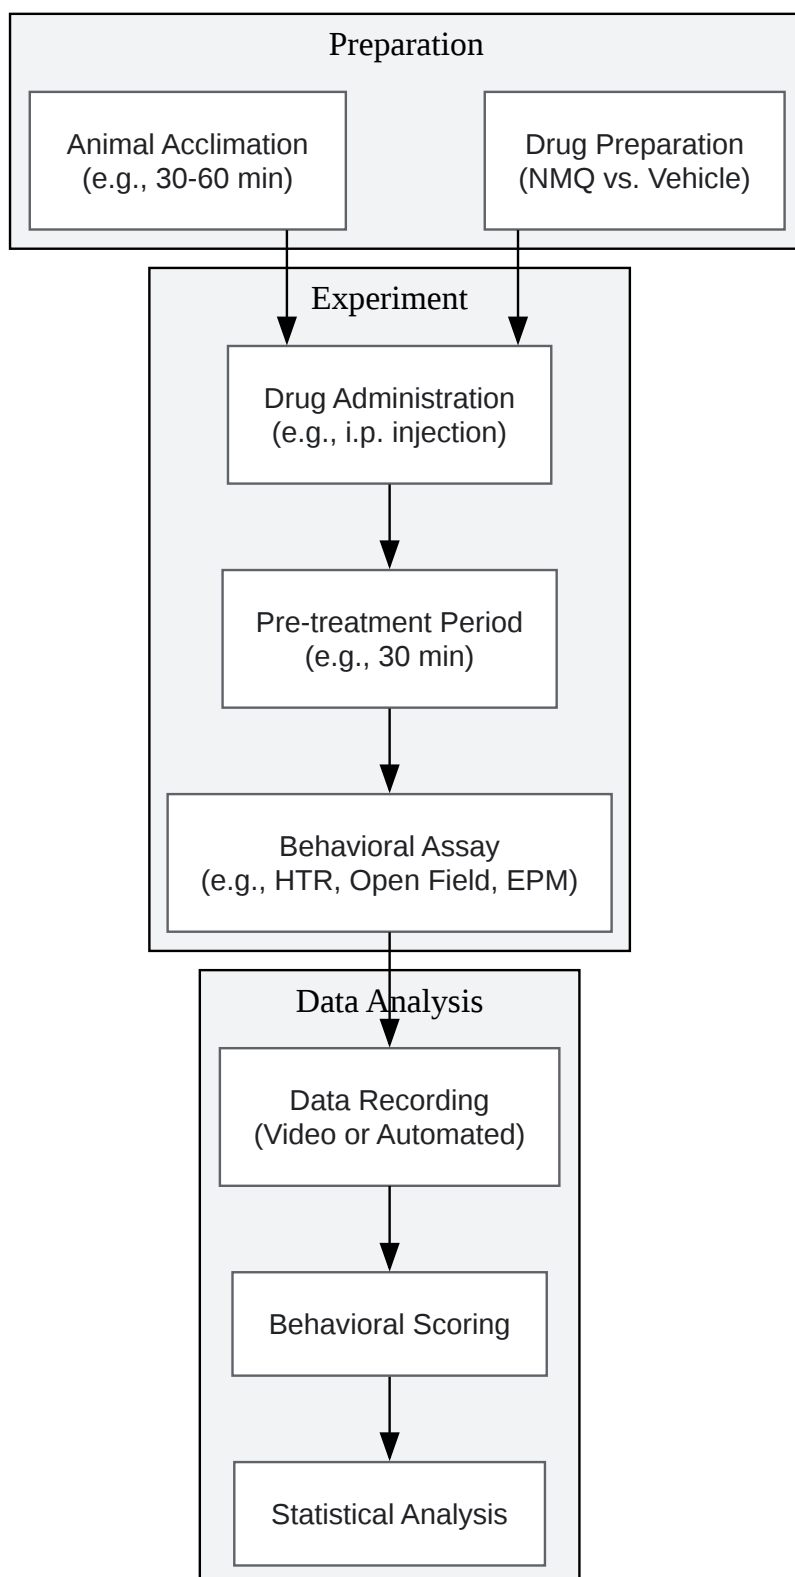 Preparation
Animal Acclimation
(e.g., 30-60 min)
Drug Preparation
(NMQ vs. Vehicle)
Experiment
Drug Administration
(e.g., i.p. injection)
Pre-treatment Period
(e.g., 30 min)
Behavioral Assay
(e.g., HTR, Open Field, EPM)
Data Analysis
Data Recording
(Video or Automated)
Behavioral Scoring
Statistical Analysis